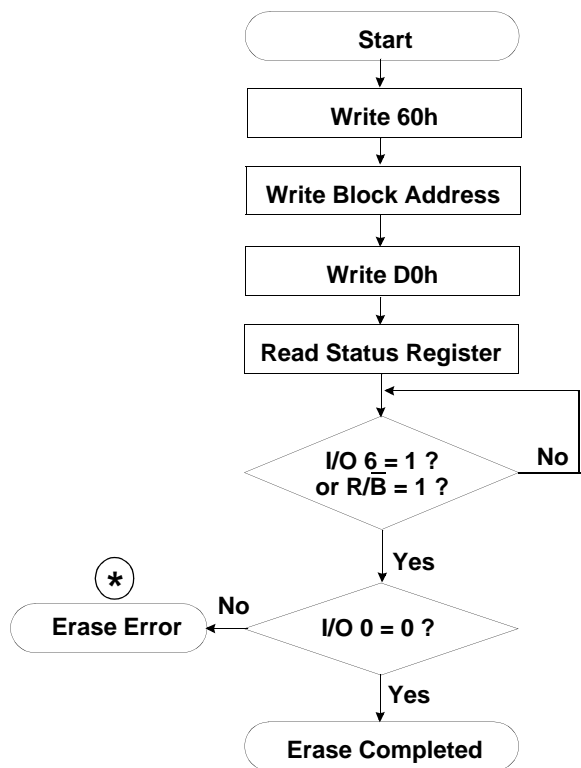 Start
Write 60h
Write Block Address
Write D0h
Read Status Register
I/O 6 = 1 ?
or R/B̅ = 1 ?
No
Yes
*
No
Erase Error
I/O 0 = 0 ?
Yes
Erase Completed